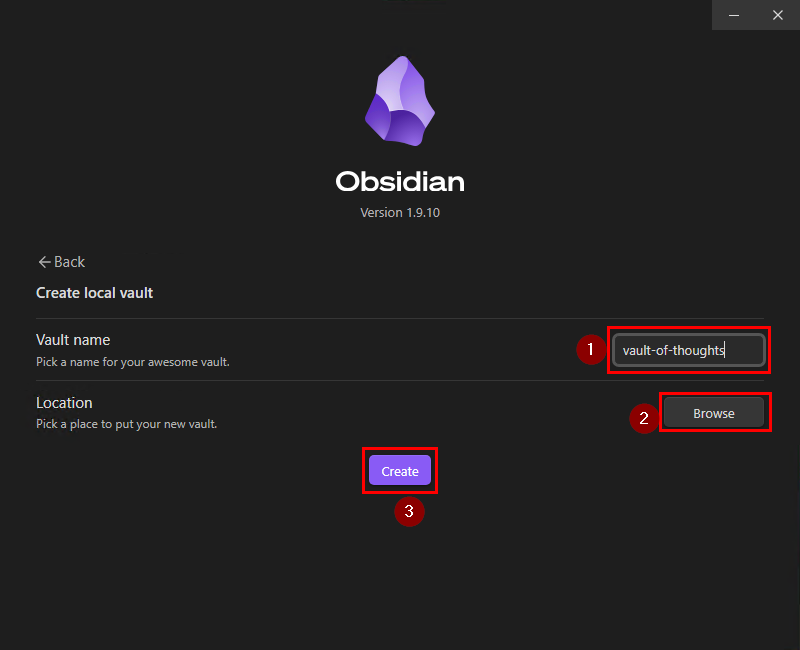 Obsidian
Version 1.9.10
Back
Create local vault
Vault name
Pick a name for your awesome vault.
1
vault-of-thoughts
Location
Pick a place to put your new vault.
2
Browse
Create
3